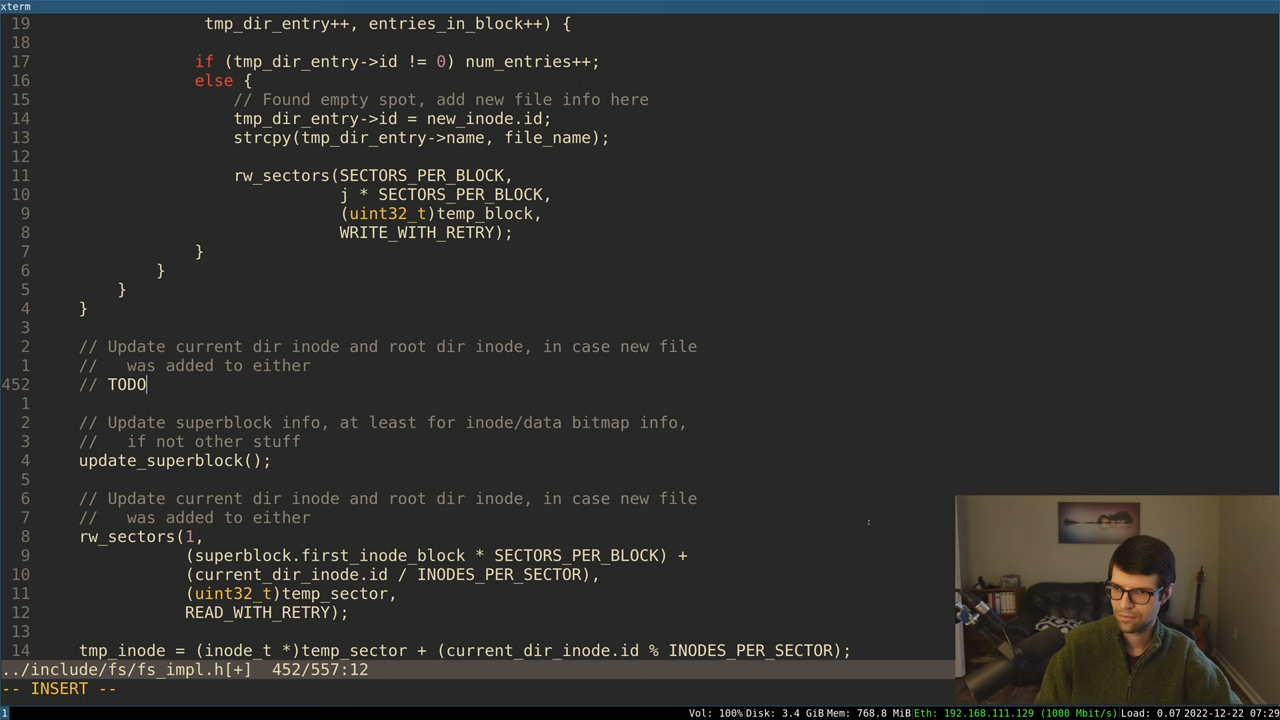 xterm
19 tmp_dir_entry++, entries_in_block++) {
18
17 if (tmp_dir_entry->id != 0) num_entries++;
16 else {
15 // Found empty spot, add new file info here
14 tmp_dir_entry->id = new_inode.id;
13 strcpy(tmp_dir_entry->name, file_name);
12
11 rw_sectors(SECTORS_PER_BLOCK,
10 j * SECTORS_PER_BLOCK,
9 (uint32_t)temp_block,
8 WRITE_WITH_RETRY);
7 }
6 }
5 }
4 }
3
2 // Update current dir inode and root dir inode, in case new file
1 // was added to either
452 // TODO
1
2 // Update superblock info, at least for inode/data bitmap info,
3 // if not other stuff
4 update_superblock();
5
6 // Update current dir inode and root dir inode, in case new file
7 // was added to either
8 rw_sectors(1,
9 (superblock.first_inode_block * SECTORS_PER_BLOCK) +
10 (current_dir_inode.id / INODES_PER_SECTOR),
11 (uint32_t)temp_sector,
12 READ_WITH_RETRY);
13
14 tmp_inode = (inode_t *)temp_sector + (current_dir_inode.id % INODES_PER_SECTOR);
../include/fs/fs_impl.h[+] 452/557:12
-- INSERT --
1 Vol: 100% Disk: 3.4 GiB Mem: 768.8 MiB Eth: 192.168.111.129 (1000 Mbit/s) Load: 0.07 2022-12-22 07:29